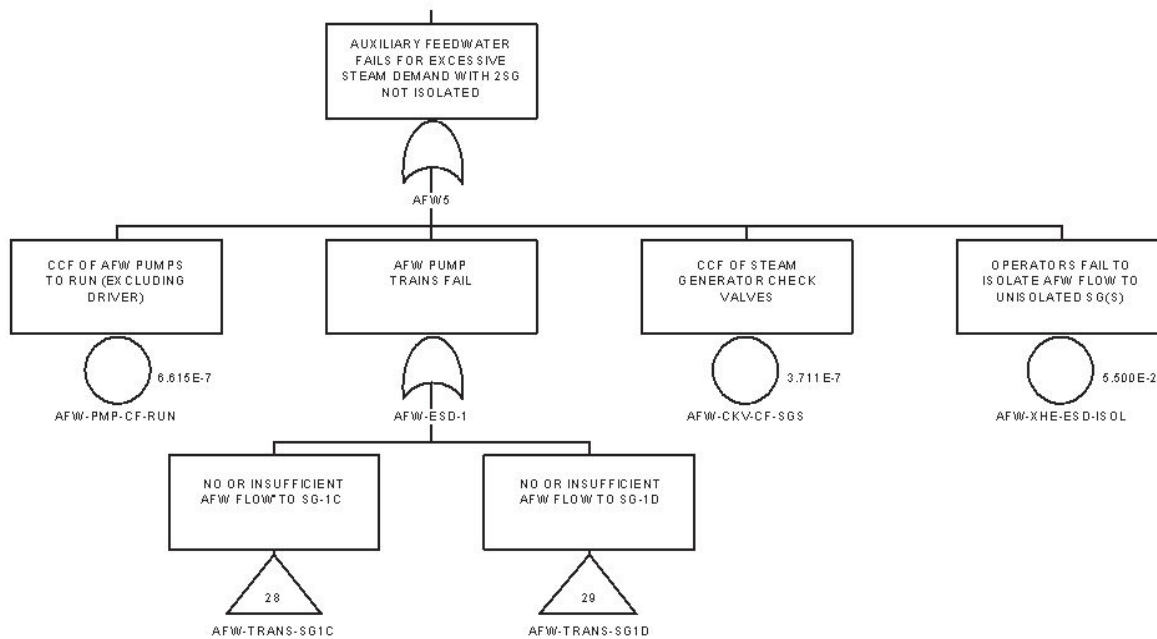 AUXILIARY FEEDWATER
FAILS FOR EXCESSIVE
STEAM DEMAND WITH 2SG
NOT ISOLATED
AFW5
CCF OF AFW PUMPS
TO RUN (EXCLUDING
DRIVER)
6.615E-7
AFW-PMP-CF-RUN
AFW PUMP
TRAINS FAIL
AFW-ESD-1
CCF OF STEAM
GENERATOR CHECK
VALVES
3.711E-7
AFW-CKV-CF-SGS
OPERATORS FAIL TO
ISOLATE AFW FLOW TO
UNISOLATED SG(S)
5.500E-2
AFW-XHE-ESD-ISOL
NO OR INSUFFICIENT
AFW FLOW" TO SG-1C
28
AFW-TRANS-SG1C
NO OR INSUFFICIENT
AFW FLOW TO SG-1D
29
AFW-TRANS-SG1D